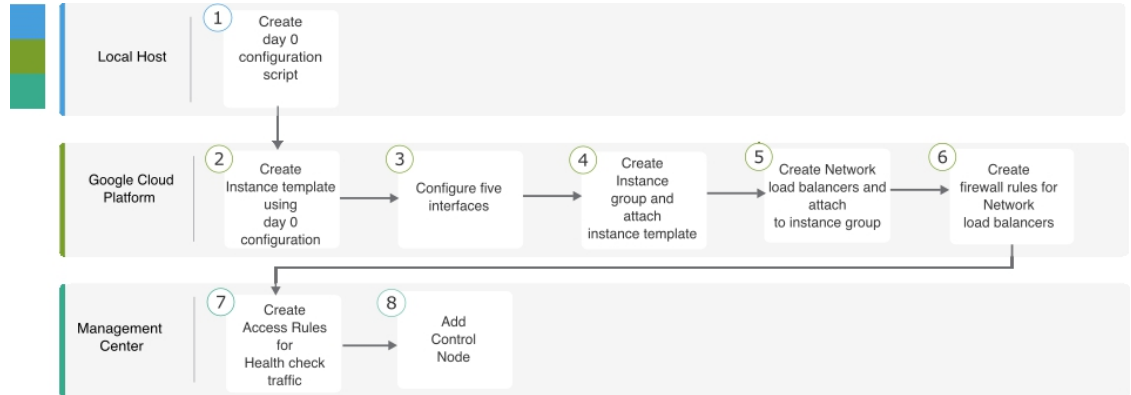 Local Host
1
Create
day 0
configuration
script
Google Cloud
Platform
2
Create
Instance template
using
day 0
configuration
3
Configure five
interfaces
4
Create
Instance
group and
attach
instance template
5
Create Network
load balancers and
attach
to instance group
6
Create
firewall rules for
Network
load balancers
Management
Center
7
Create
Access Rules
for
Health check
traffic
8
Add
Control
Node